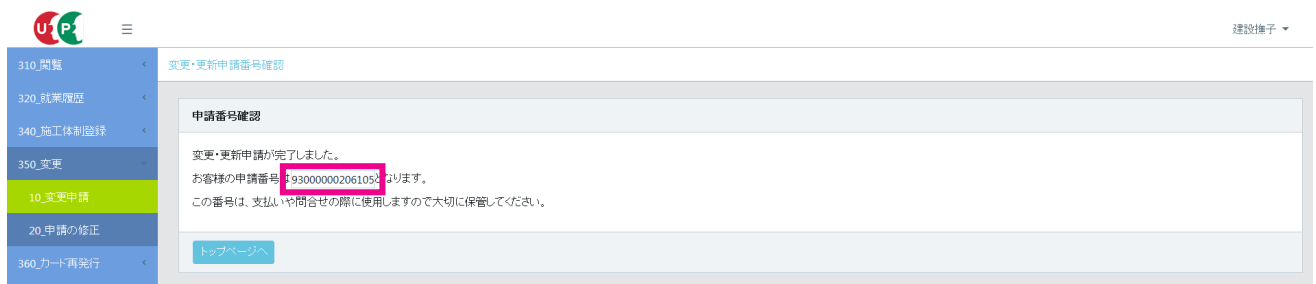 UP
建設撫子
310_閲覧
変更・更新申請番号確認
320_就業履歴
申請番号確認
340_施工体制登録
350_変更
変更・更新申請が完了しました。
お客様の申請番号は93000000206105となります。
10_変更申請
この番号は、支払いや問合せの際に使用しますので大切に保管してください。
20_申請の修正
トップページへ
360_カード再発行